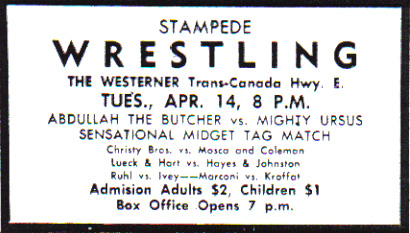 STAMPEDE
WRESTLING
THE WESTERNER Trans-Canada Hwy. E.
TUES., APR. 14, 8 P.M.
ABDULLAH THE BUTCHER vs. MIGHTY URSUS
SENSATIONAL MIDGET TAG MATCH
Christy Bros. vs. Mosca and Coleman
Lueck & Hart vs. Hayes & Johnston
Ruhl vs. Ivey——Marconi vs. Kroffat
Admision Adults $2, Children $1
Box Office Opens 7 p.m.